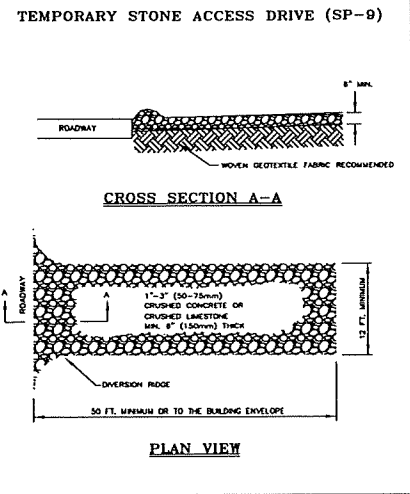 TEMPORARY STONE ACCESS DRIVE (SP-9)
6" MIN.
ROADWAY
WOVEN GEOTEXTILE FABRIC RECOMMENDED
CROSS SECTION A-A
ROADWAY
A
A
1"-3" (50-75mm)
CRUSHED CONCRETE OR
CRUSHED LIMESTONE
MIN. 6" (150mm) THICK
12 FT. MINIMUM
DIVERSION RIDGE
50 FT. MINIMUM OR TO THE BUILDING ENVELOPE
PLAN VIEW